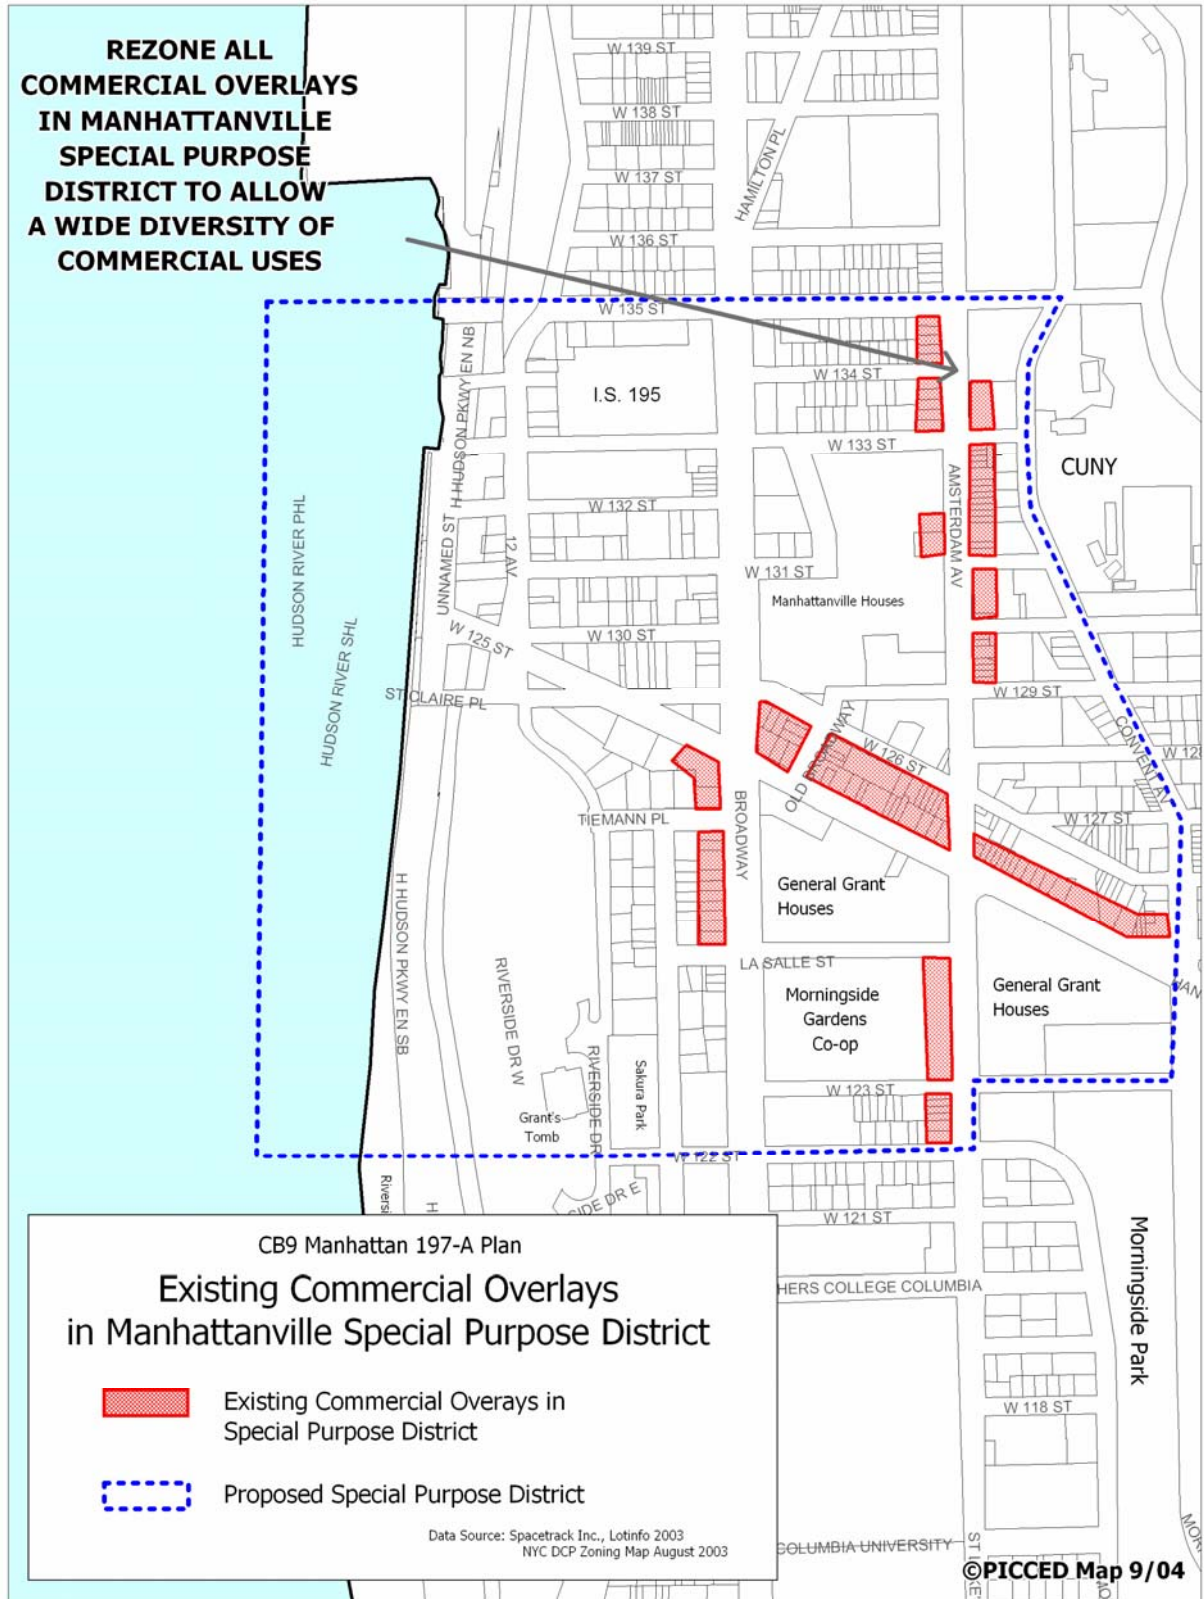 REZONE ALL
COMMERCIAL OVERLAYS
IN MANHATTANVILLE
SPECIAL PURPOSE
DISTRICT TO ALLOW
A WIDE DIVERSITY OF
COMMERCIAL USES
W 139 ST
W 138 ST
HAMILTON PL
W 137 ST
W 136 ST
W 135 ST
H HUDSON PKWY EN NB
W 134 ST
I.S. 195
W 133 ST
CUNY
AMSTERDAM AV
HUDSON RIVER PHL
W 132 ST
UNNAMED ST
12 AV
W 131 ST
Manhattanville Houses
HUDSON RIVER SHL
W 125 ST
W 130 ST
ST CLAIRE PL
W 129 ST
CONVENT AV
OLD BROADWAY
W 126 ST
W 12
TIEMANN PL
BROADWAY
W 127 ST
General Grant
Houses
H HUDSON PKWY EN SB
LA SALLE ST
RIVERSIDE DR W
Morningside
Gardens
Co-op
General Grant
Houses
HAN
RIVERSIDE DR
Sakura Park
W 123 ST
Grant's
Tomb
W 122 ST
Riversi
H
SIDE DR E
W 121 ST
Morningside Park
HERS COLLEGE COLUMBIA
W 118 ST
COLUMBIA UNIVERSITY
CB9 Manhattan 197-A Plan
Existing Commercial Overlays
in Manhattanville Special Purpose District
Existing Commercial Overays in
Special Purpose District
Proposed Special Purpose District
Data Source: Spacetrack Inc., Lotinfo 2003
NYC DCP Zoning Map August 2003
©PICCED Map 9/04